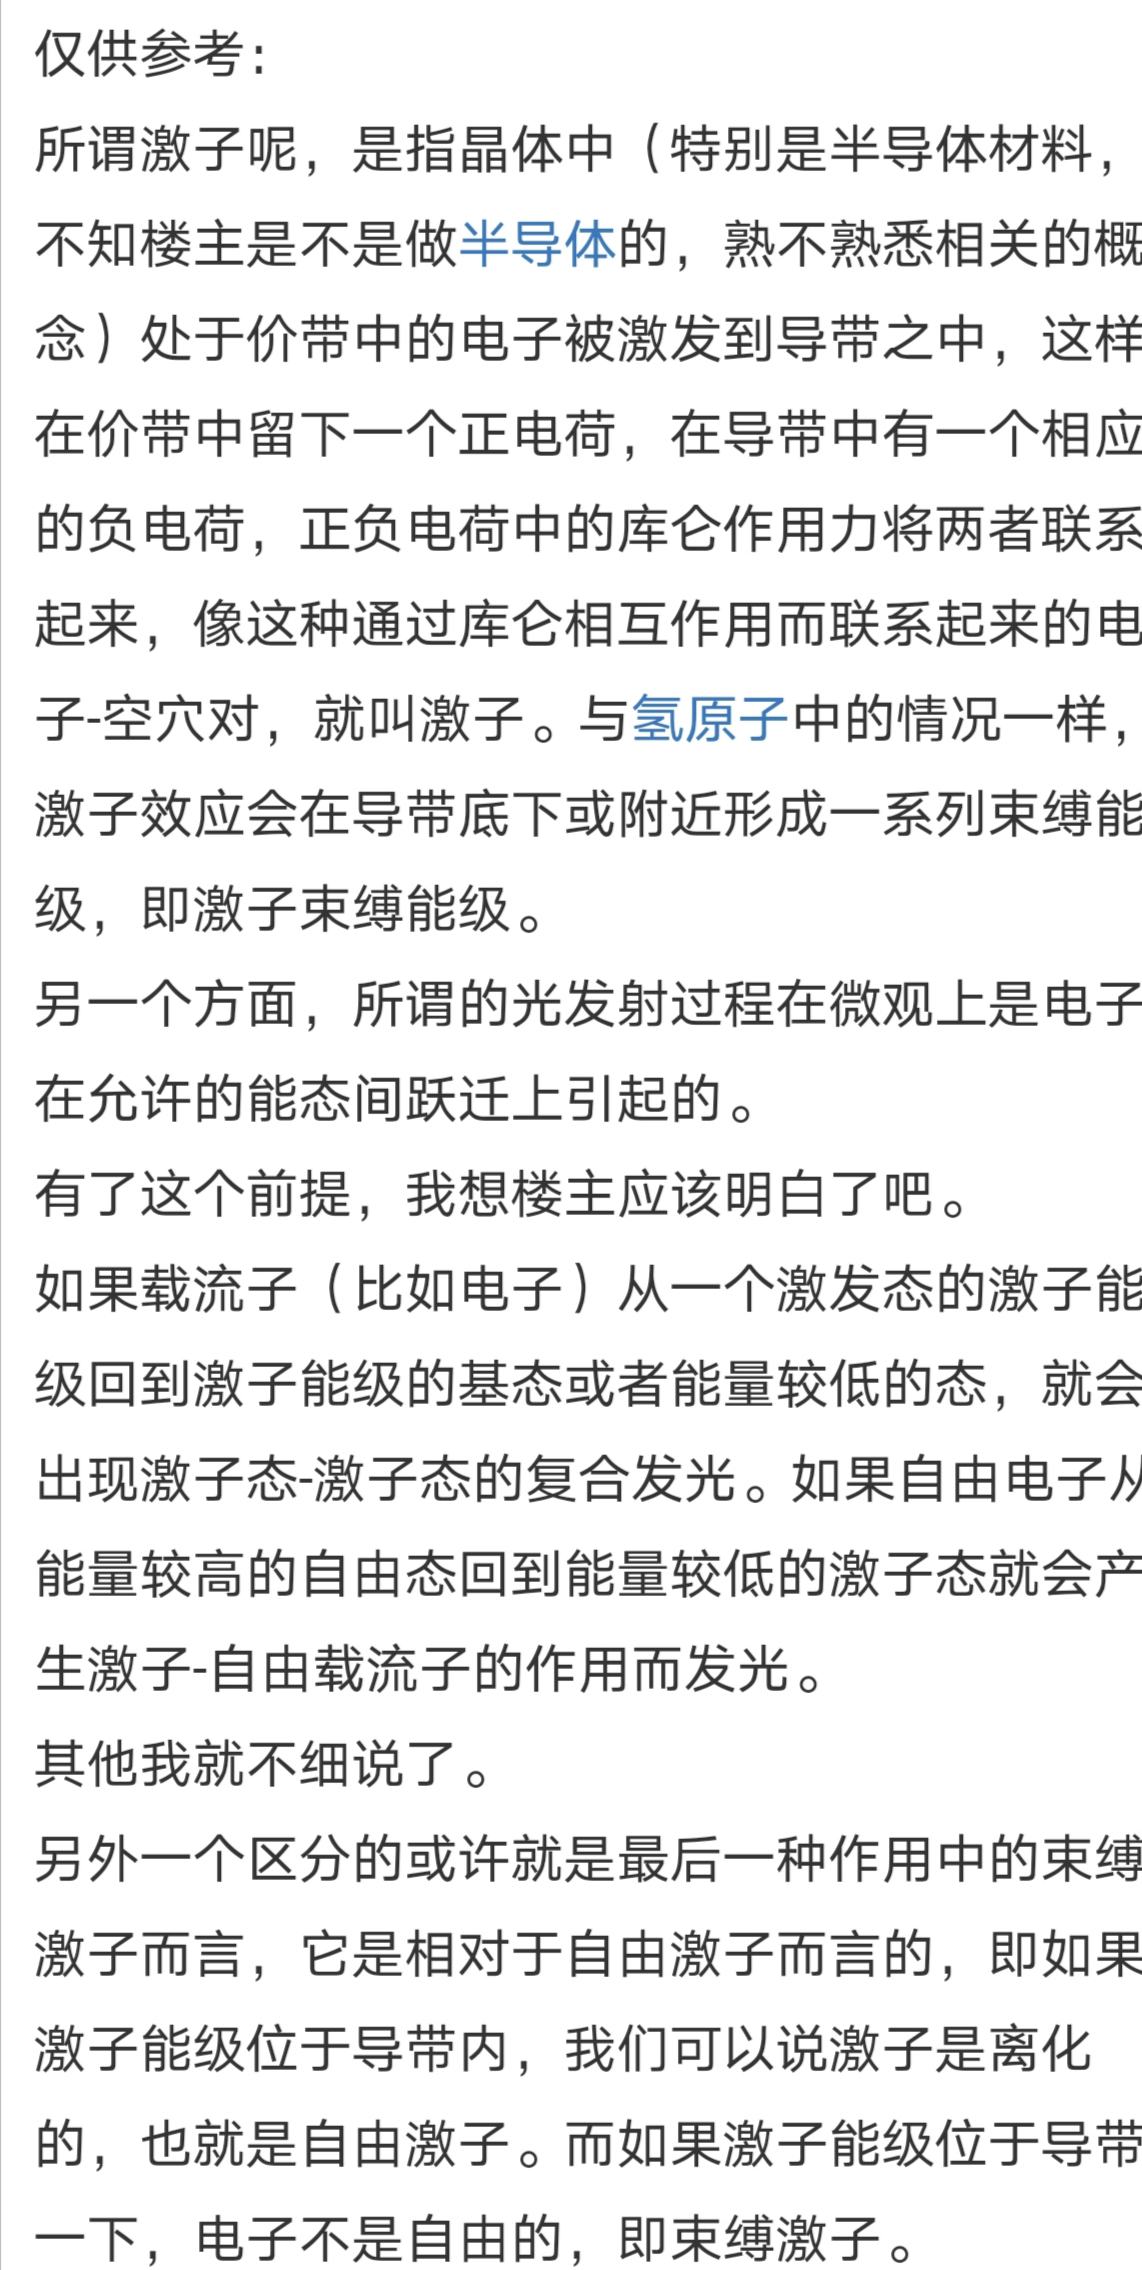 仅供参考:
所谓激子呢，是指晶体中（特别是半导体材料，
不知楼主是不是做半导体的，熟不熟悉相关的概
念）处于价带中的电子被激发到导带之中，这样
在价带中留下一个正电荷，在导带中有一个相应
的负电荷，正负电荷中的库仑作用力将两者联系
起来，像这种通过库仑相互作用而联系起来的电
子-空穴对，就叫激子。与氢原子中的情况一样，
激子效应会在导带底下或附近形成一系列束缚能
级，即激子束缚能级。
另一个方面，所谓的光发射过程在微观上是电子
在允许的能态间跃迁上引起的。
有了这个前提，我想楼主应该明白了吧。
如果载流子（比如电子）从一个激发态的激子能
级回到激子能级的基态或者能量较低的态，就会
出现激子态-激子态的复合发光。如果自由电子从
能量较高的自由态回到能量较低的激子态就会产
生激子-自由载流子的作用而发光。
其他我就不细说了。
另外一个区分的或许就是最后一种作用中的束缚
激子而言，它是相对于自由激子而言的，即如果
激子能级位于导带内，我们可以说激子是离化
的，也就是自由激子。而如果激子能级位于导带
一下，电子不是自由的，即束缚激子。